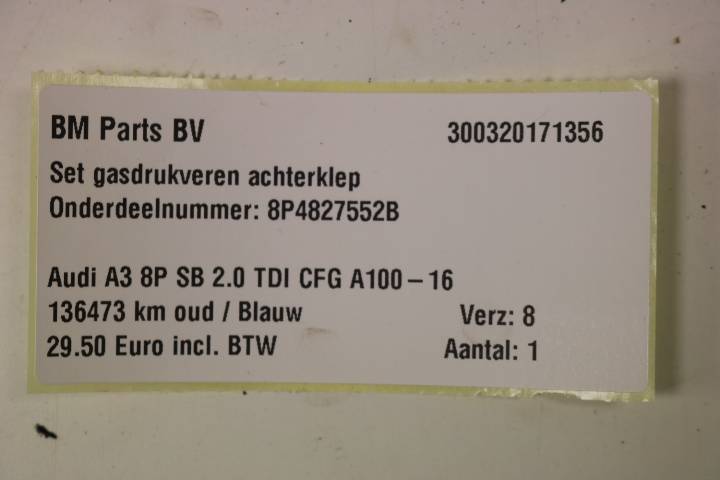 BM Parts BV 300320171356
Set gasdrukveren achterklep
Onderdeelnummer: 8P4827552B
Audi A3 8P SB 2.0 TDI CFG A100 – 16
136473 km oud / Blauw Verz: 8
29.50 Euro incl. BTW Aantal: 1